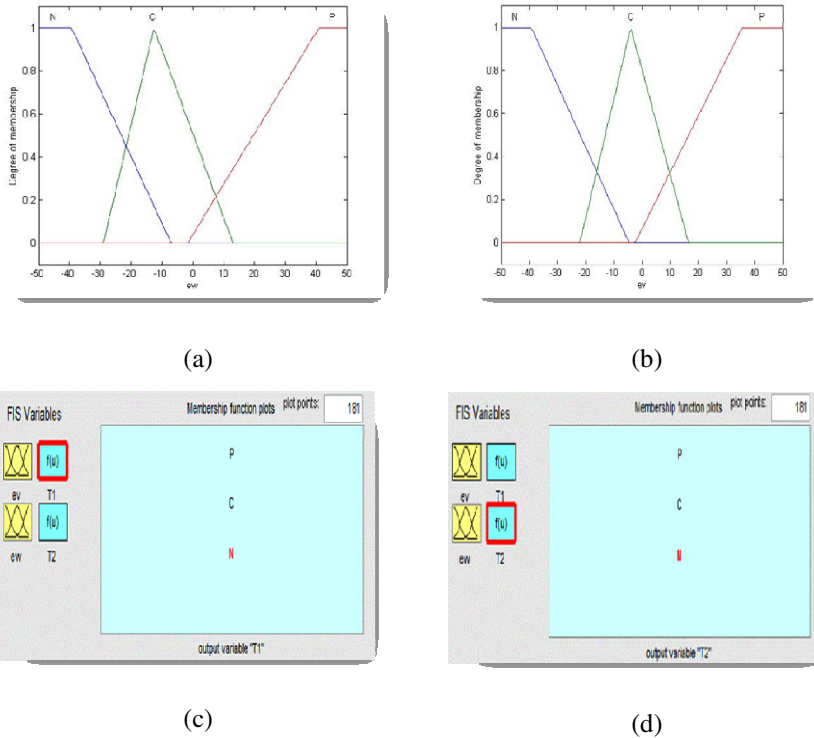 N C P
1
0.8
0.6
0.4
0.2
0
Degree of membership
-50 -40 -30 -20 -10 0 10 20 30 40 50
ew
(a)
N C P
1
0.8
0.6
0.4
0.2
0
Degree of membership
-50 -40 -30 -20 -10 0 10 20 30 40 50
ev
(b)
FIS Variables
Membership function plots plot points: 181
f(u)
ev T1
f(u)
ew T2
P
C
N
output variable "T1"
(c)
FIS Variables
Membership function plots plot points: 181
f(u)
ev T1
f(u)
ew T2
P
C
N
output variable "T2"
(d)